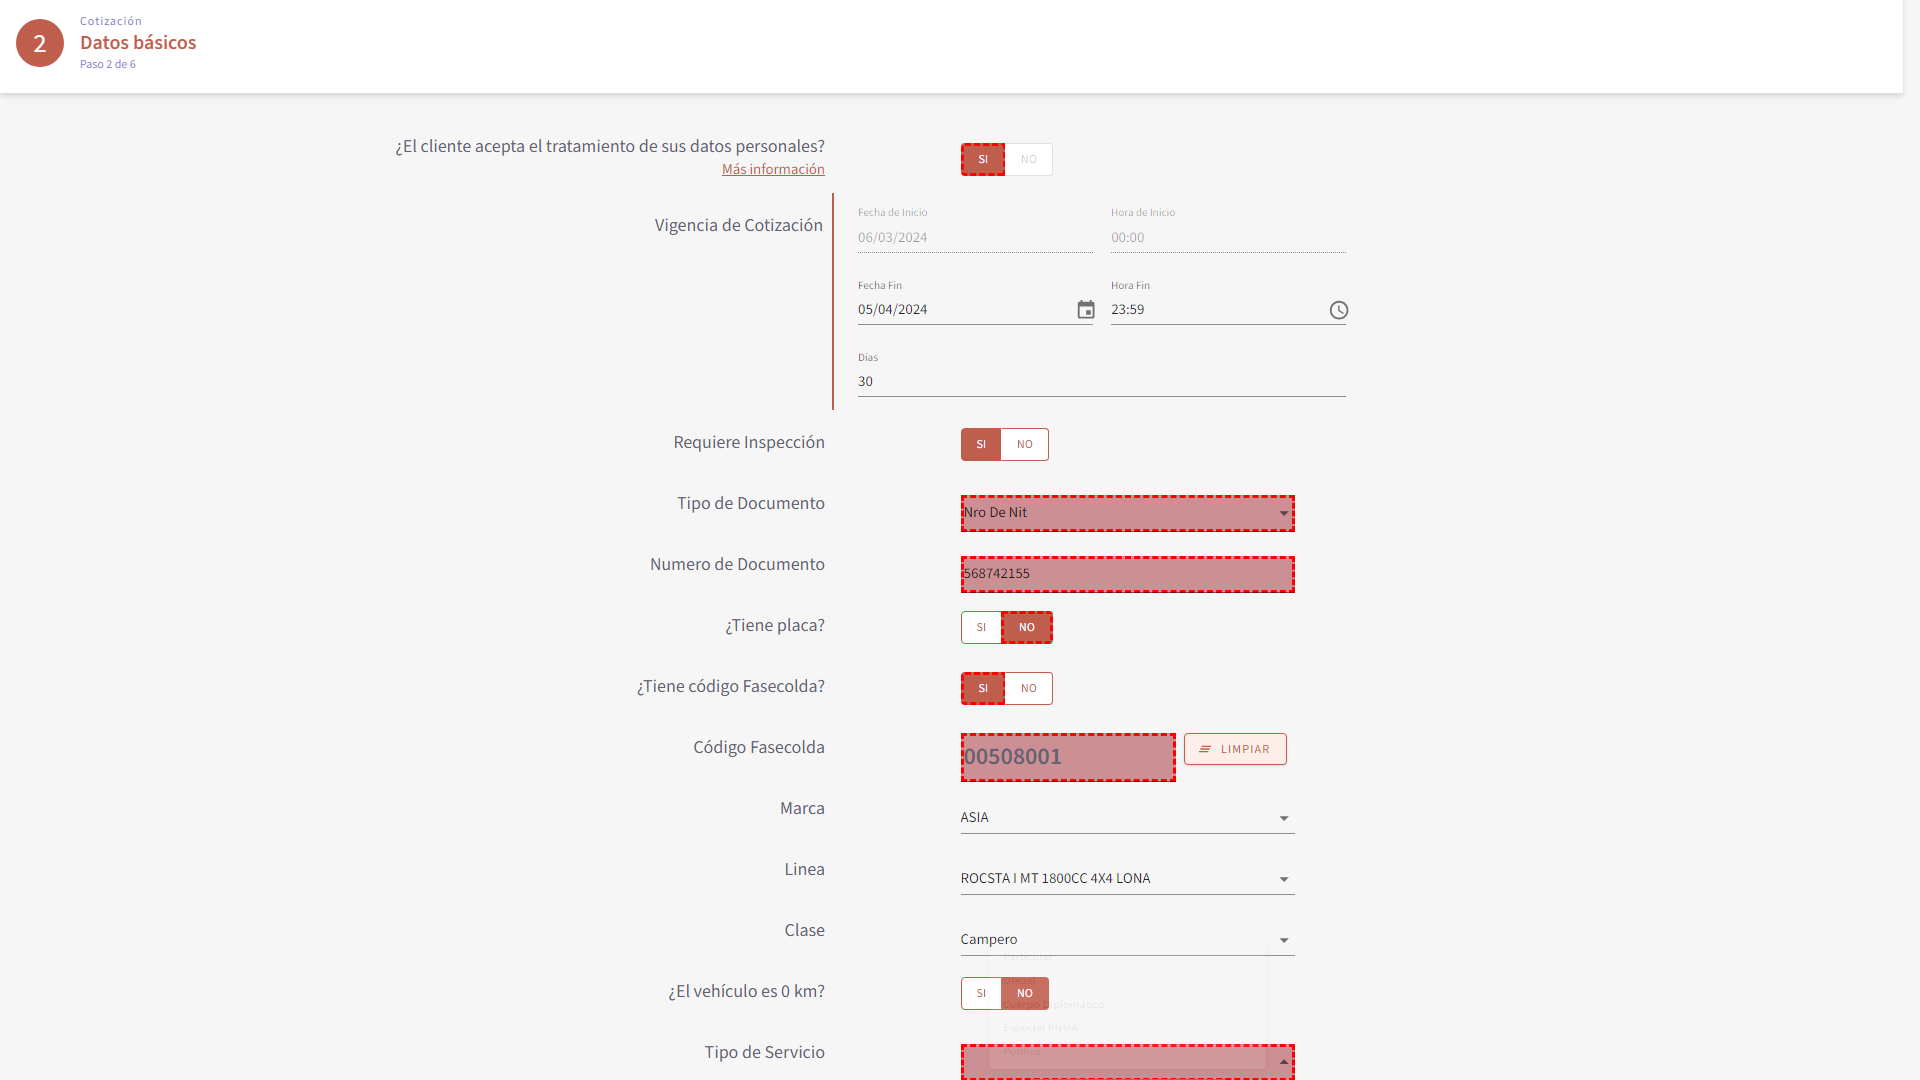 Cotización
2
Datos básicos
Paso 2 de 6
¿El cliente acepta el tratamiento de sus datos personales?
SI NO
Más información
Vigencia de Cotización
Fecha de Inicio
Hora de Inicio
06/03/2024
00:00
Fecha Fin
Hora Fin
05/04/2024
23:59
Días
30
Requiere Inspección
SI NO
Tipo de Documento
Nro De Nit
Numero de Documento
568742155
¿Tiene placa?
SI NO
¿Tiene código Fasecolda?
SI NO
Código Fasecolda
00508001
LIMPIAR
Marca
ASIA
Linea
ROCSTA I MT 1800CC 4X4 LONA
Clase
Campero
Particular
Oficial
¿El vehículo es 0 km?
SI NO
Cuerpo Diplomático
Especial RNMA
Tipo de Servicio
Público